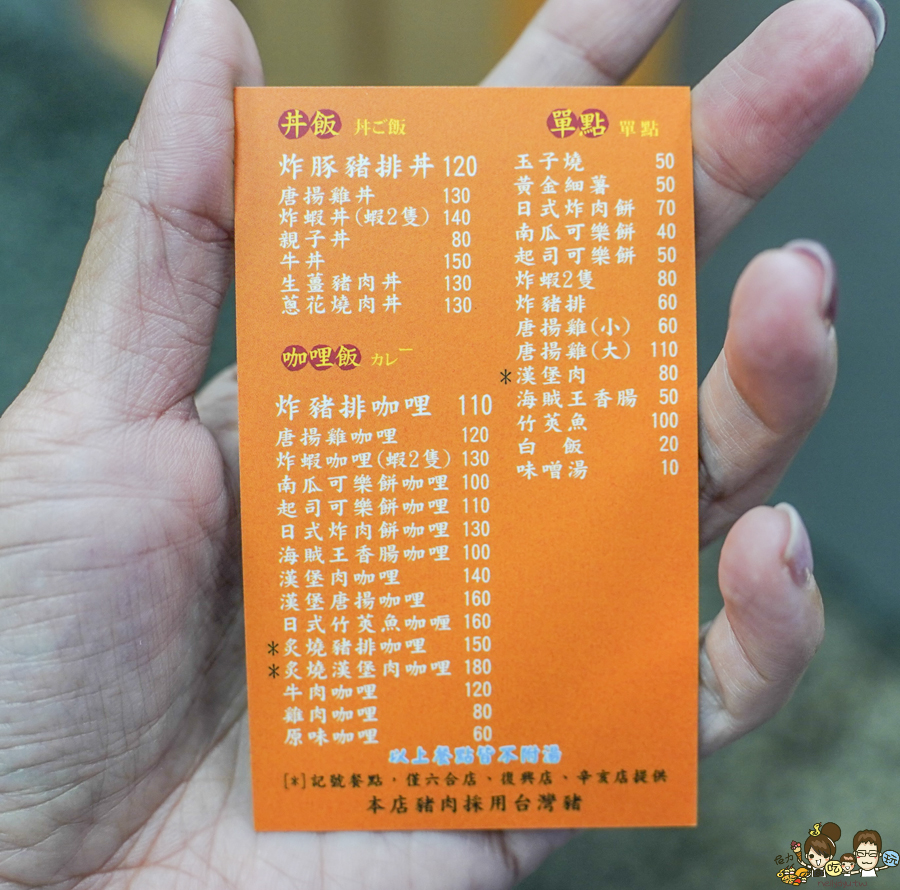 丼飯 丼ご飯
炸豚豬排丼 120
唐揚雞丼 130
炸蝦丼(蝦2隻) 140
親子丼 80
牛丼 150
生薑豬肉丼 130
蔥花燒肉丼 130
咖哩飯 カレー
炸豬排咖哩 110
唐揚雞咖哩 120
炸蝦咖哩(蝦2隻) 130
南瓜可樂餅咖哩 100
起司可樂餅咖哩 110
日式炸肉餅咖哩 130
海賊王香腸咖哩 100
漢堡肉咖哩 140
漢堡唐揚咖哩 160
日式竹莢魚咖喱 160
*炙燒豬排咖哩 150
*炙燒漢堡肉咖哩 180
牛肉咖哩 120
雞肉咖哩 80
原味咖哩 60
單點 單點
玉子燒 50
黃金細薯 50
日式炸肉餅 70
南瓜可樂餅 40
起司可樂餅 50
炸蝦2隻 80
炸豬排 60
唐揚雞(小) 60
唐揚雞(大) 110
*漢堡肉 80
海賊王香腸 50
竹莢魚 100
白 飯 20
味噌湯 10
以上餐點皆不附湯
[*]記號餐點，僅六合店、復興店、辛亥店提供
本店豬肉採用台灣豬
吃
玩